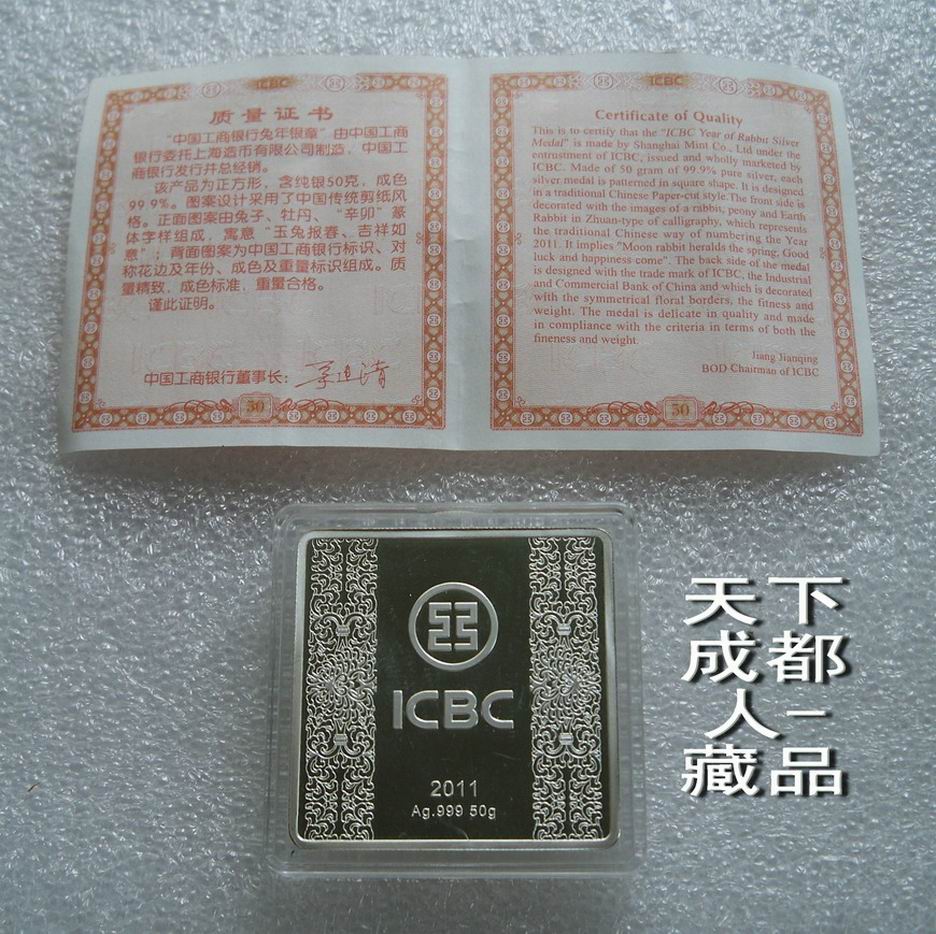 ICBC
质量证书
“中国工商银行兔年银章”由中国工商
银行委托上海造币有限公司制造，中国工
商银行发行并总经销。
该产品为正方形，含纯银50克，成色
99.9%。图案设计采用了中国传统剪纸风
格。正面图案由兔子、牡丹、“辛卯”篆
体字样组成，寓意“玉兔报春、吉祥如
意”；背面图案为中国工商银行标识、对
称花边及年份、成色及重量标识组成。质
量精致，成色标准，重量合格。
谨此证明。
中国工商银行董事长：
50
ICBC
Certificate of Quality
This is to certify that the "ICBC Year of Rabbit Silver
Medal" is made by Shanghai Mint Co., Ltd under the
entrustment of ICBC, issued and wholly marketed by
ICBC. Made of 50 gram of 99.9% pure silver, each
silver medal is patterned in square shape. It is designed
in a traditional Chinese Paper-cut style.The front side is
decorated with the images of a rabbit, peony and Earth
Rabbit in Zhuan-type of calligraphy, which represents
the traditional Chinese way of numbering the Year
2011. It implies "Moon rabbit heralds the spring, Good
luck and happiness come". The back side of the medal
is designed with the trade mark of ICBC, the Industrial
and Commercial Bank of China and which is decorated
with the symmetrical floral borders, the fitness and
weight. The medal is delicate in quality and made
in compliance with the criteria in terms of both the
fineness and weight.
Jiang Jianqing
BOD Chairman of ICBC
50
ICBC
2011
Ag.999 50g
天下
成都
人–
藏品